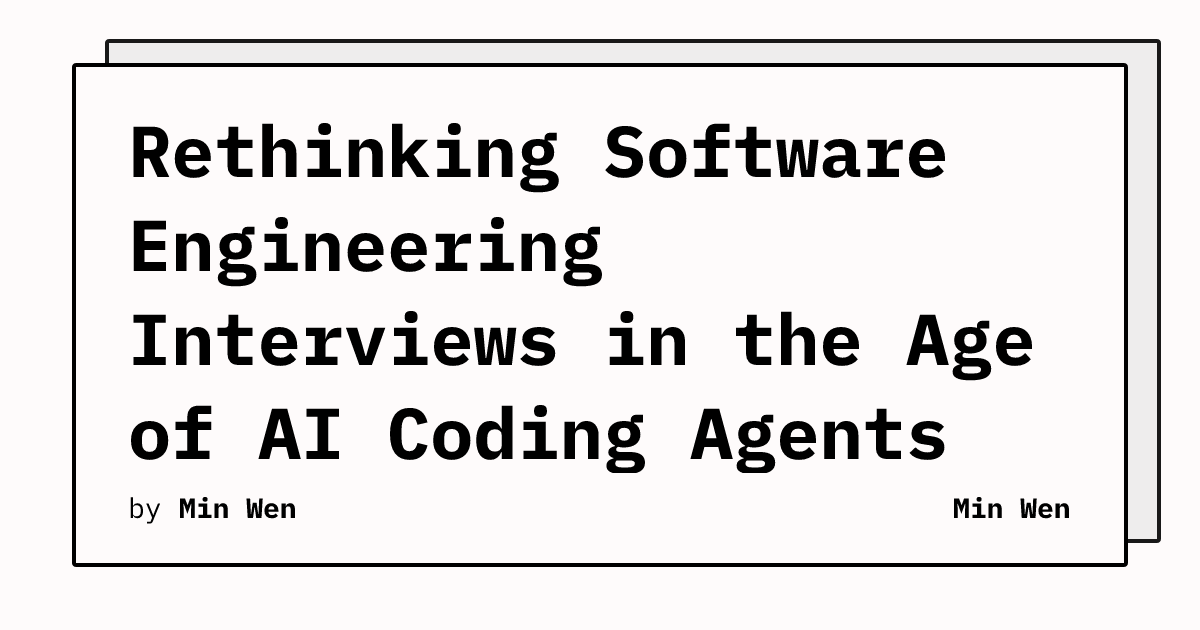 Rethinking Software
Engineering
Interviews in the Age
of AI Coding Agents
by Min Wen
Min Wen